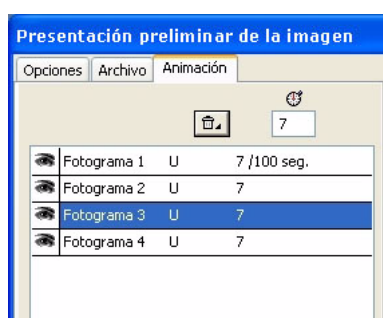 Presentación preliminar de la imagen
Opciones Archivo Animación
7
Fotograma 1 U 7 /100 seg.
Fotograma 2 U 7
Fotograma 3 U 7
Fotograma 4 U 7